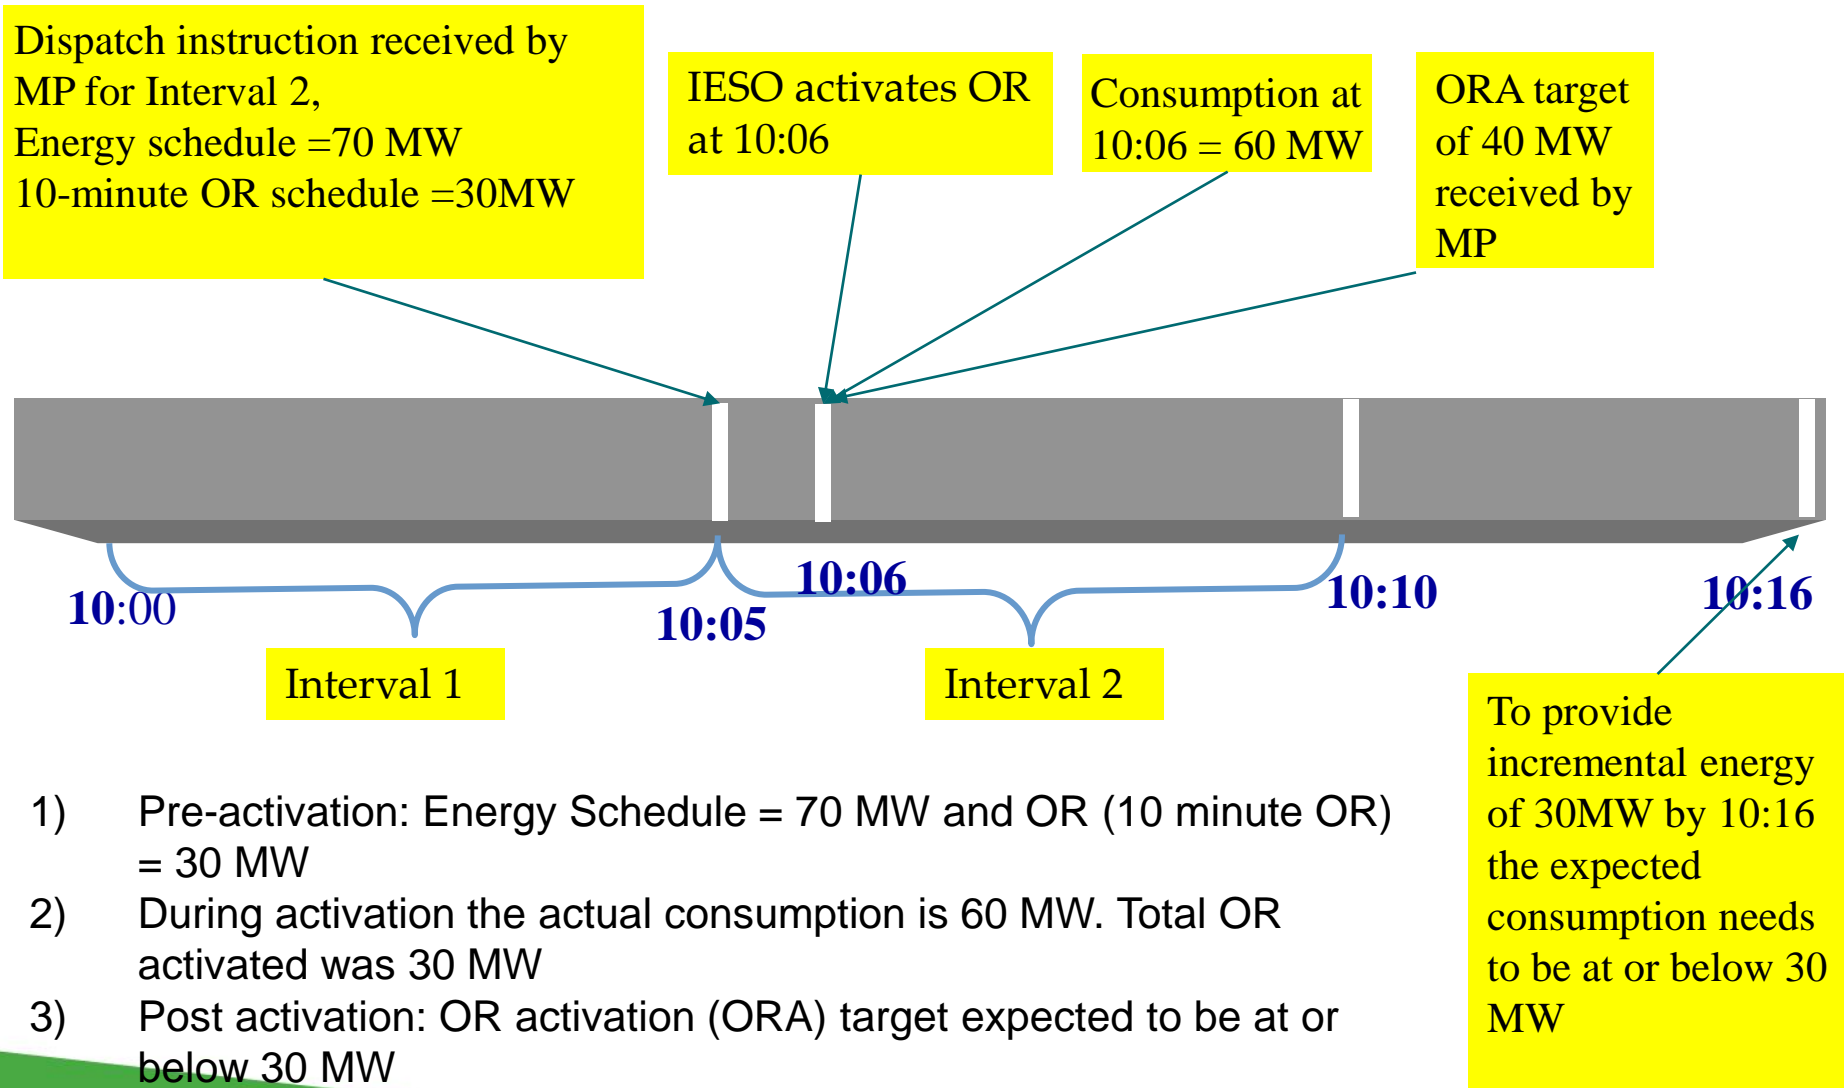 Dispatch instruction received by
MP for Interval 2,
Energy schedule =70 MW
10-minute OR schedule =30MW
IESO activates OR
at 10:06
Consumption at
10:06 = 60 MW
ORA target
of 40 MW
received by
MP
10:00
10:05
10:06
10:10
10:16
Interval 1
Interval 2
To provide
incremental energy
of 30MW by 10:16
the expected
consumption needs
to be at or below 30
MW
1) Pre-activation: Energy Schedule = 70 MW and OR (10 minute OR)
= 30 MW
2) During activation the actual consumption is 60 MW. Total OR
activated was 30 MW
3) Post activation: OR activation (ORA) target expected to be at or
below 30 MW